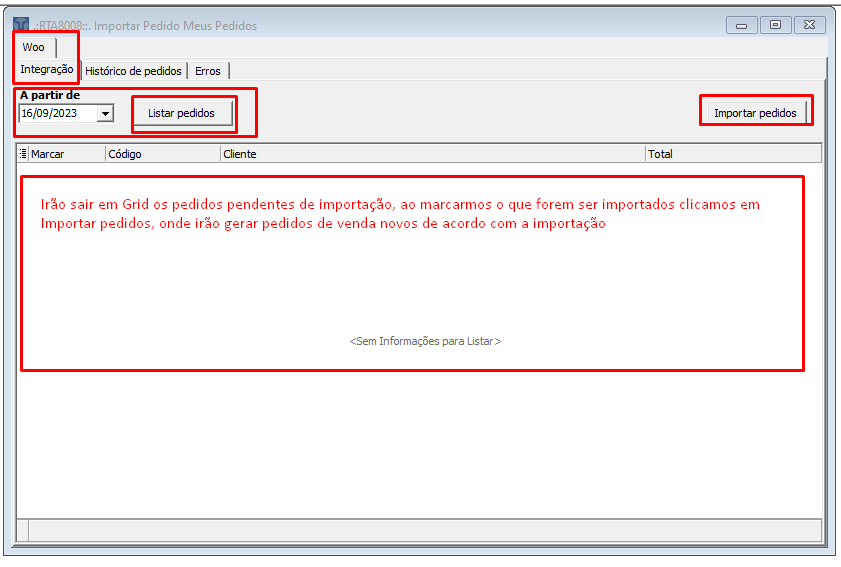 .:RTA8008::. Importar Pedido Meus Pedidos
Woo
Integração Histórico de pedidos Erros
A partir de
16/09/2023 Listar pedidos Importar pedidos
Marcar Código Cliente Total
Irão sair em Grid os pedidos pendentes de importação, ao marcarmos o que forem ser importados clicamos em
Importar pedidos, onde irão gerar pedidos de venda novos de acordo com a importação
<Sem Informações para Listar>